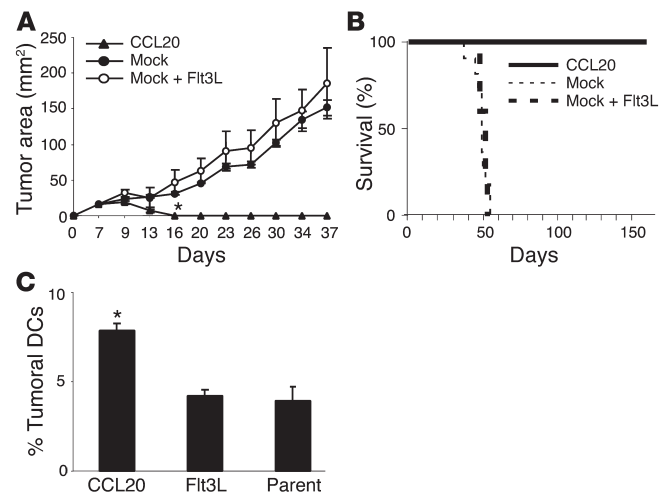 A
Tumor area (mm²)
250
200
150
100
50
0
CCL20
Mock
Mock + Flt3L
*
0 7 9 13 16 20 23 26 30 34 37
Days
B
Survival (%)
100
50
0
CCL20
Mock
Mock + Flt3L
0 50 100 150
Days
C
% Tumoral DCs
10
5
0
*
CCL20 Flt3L Parent